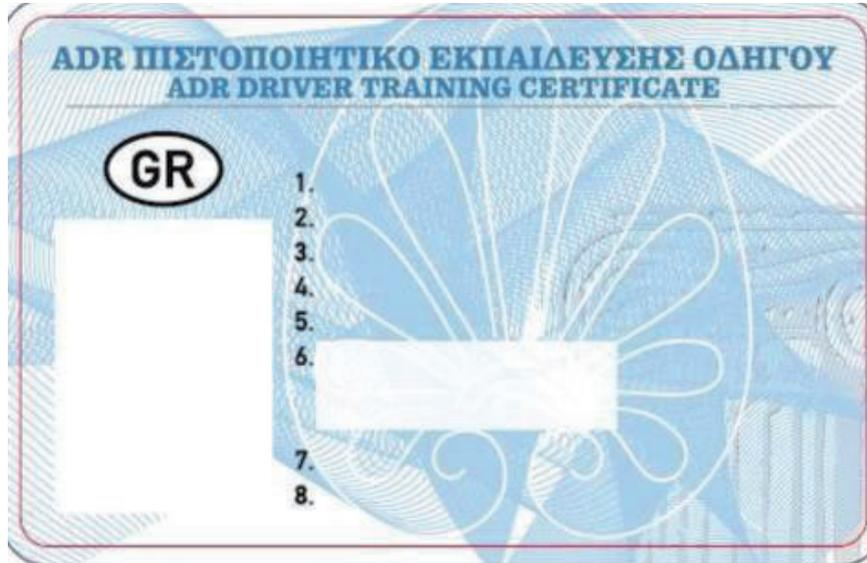 ADR ΠΙΣΤΟΠΟΙΗΤΙΚΟ ΕΚΠΑΙΔΕΥΣΗΣ ΟΔΗΓΟΥ
ADR DRIVER TRAINING CERTIFICATE
GR
1.
2.
3.
4.
5.
6.
7.
8.